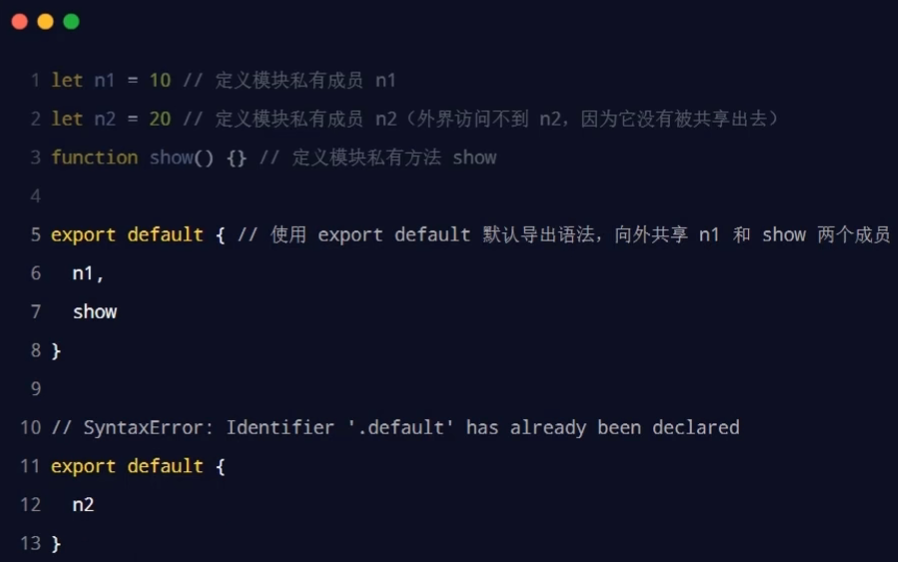 1 let n1 = 10 // 定义模块私有成员 n1
2 let n2 = 20 // 定义模块私有成员 n2（外界访问不到 n2，因为它没有被共享出去）
3 function show() {} // 定义模块私有方法 show
4
5 export default { // 使用 export default 默认导出语法，向外共享 n1 和 show 两个成员
6   n1,
7   show
8 }
9
10 // SyntaxError: Identifier '.default' has already been declared
11 export default {
12   n2
13 }